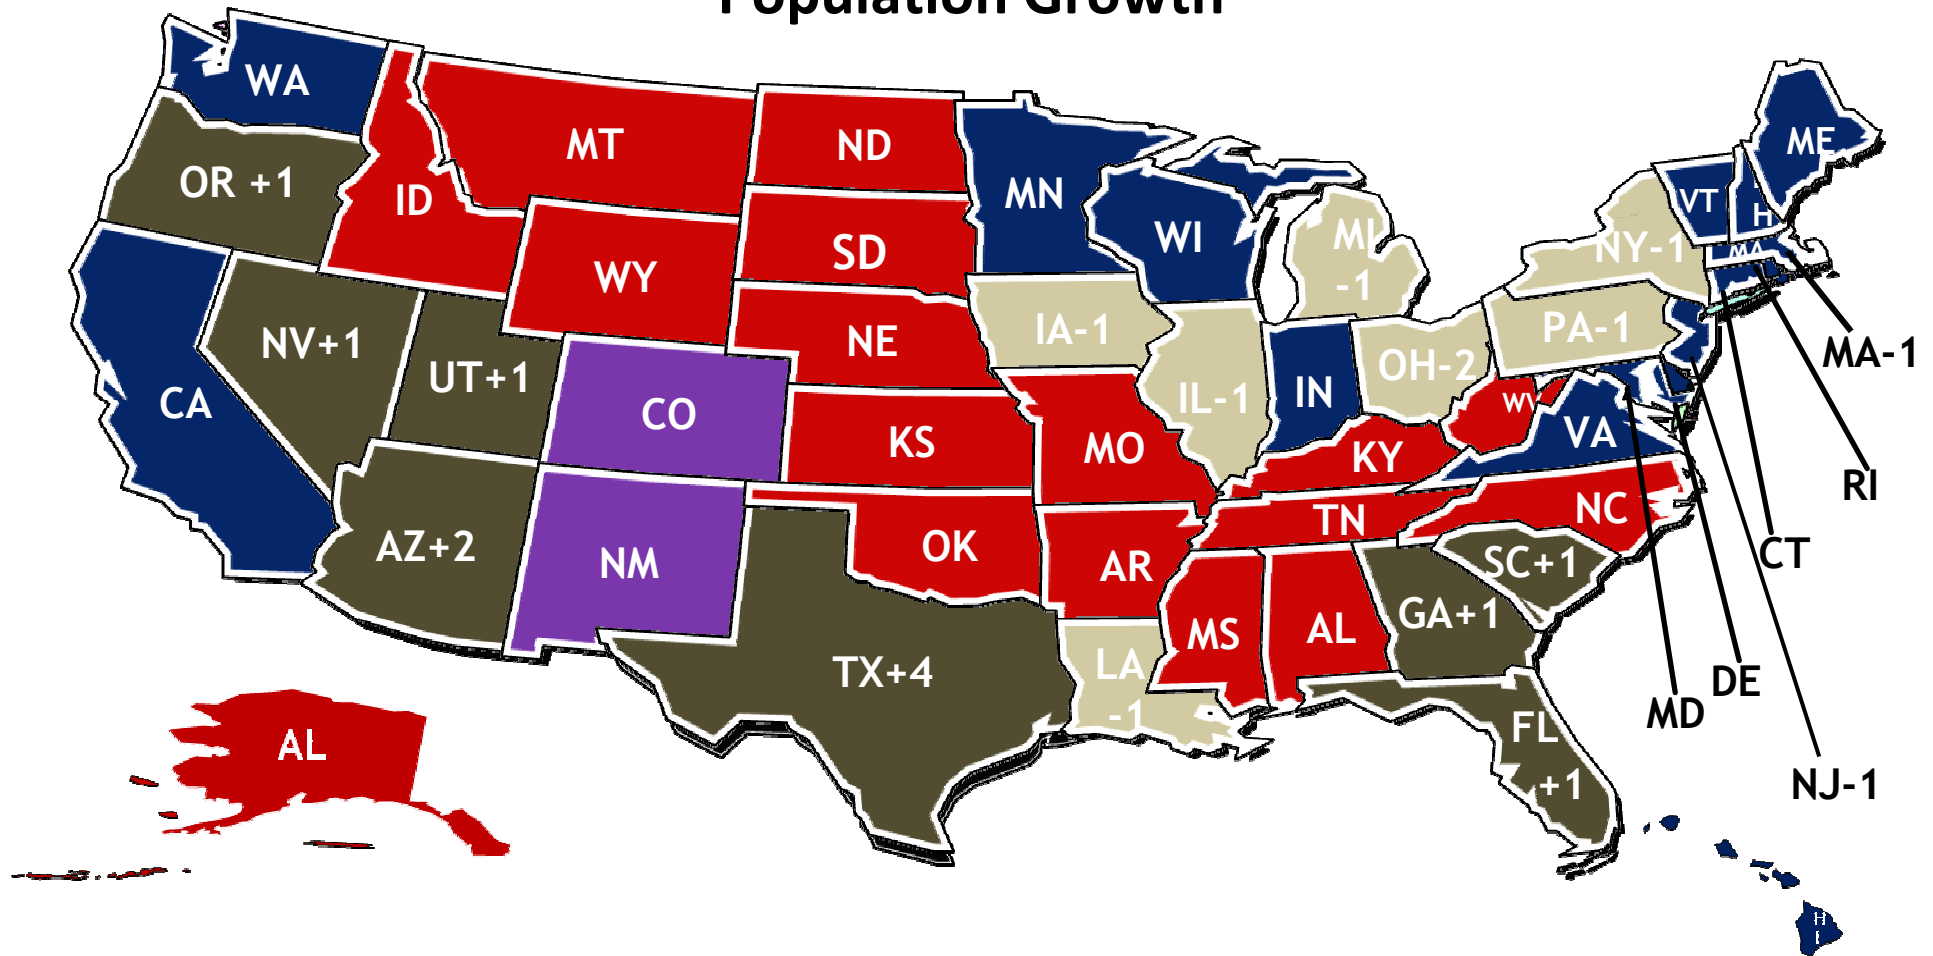 Population Growth
WA
OR +1
ID
MT
ND
MN
WI
MI
-1
NY-1
VT
H
ME
MA
MA-1
WY
SD
NE
IA-1
IL-1
IN
OH-2
PA-1
CA
NV+1
UT+1
CO
KS
MO
KY
WV
VA
RI
CT
AZ+2
NM
OK
AR
TN
NC
SC+1
GA+1
MS
AL
LA
-1
TX+4
FL
+1
MD
DE
NJ-1
AL
H